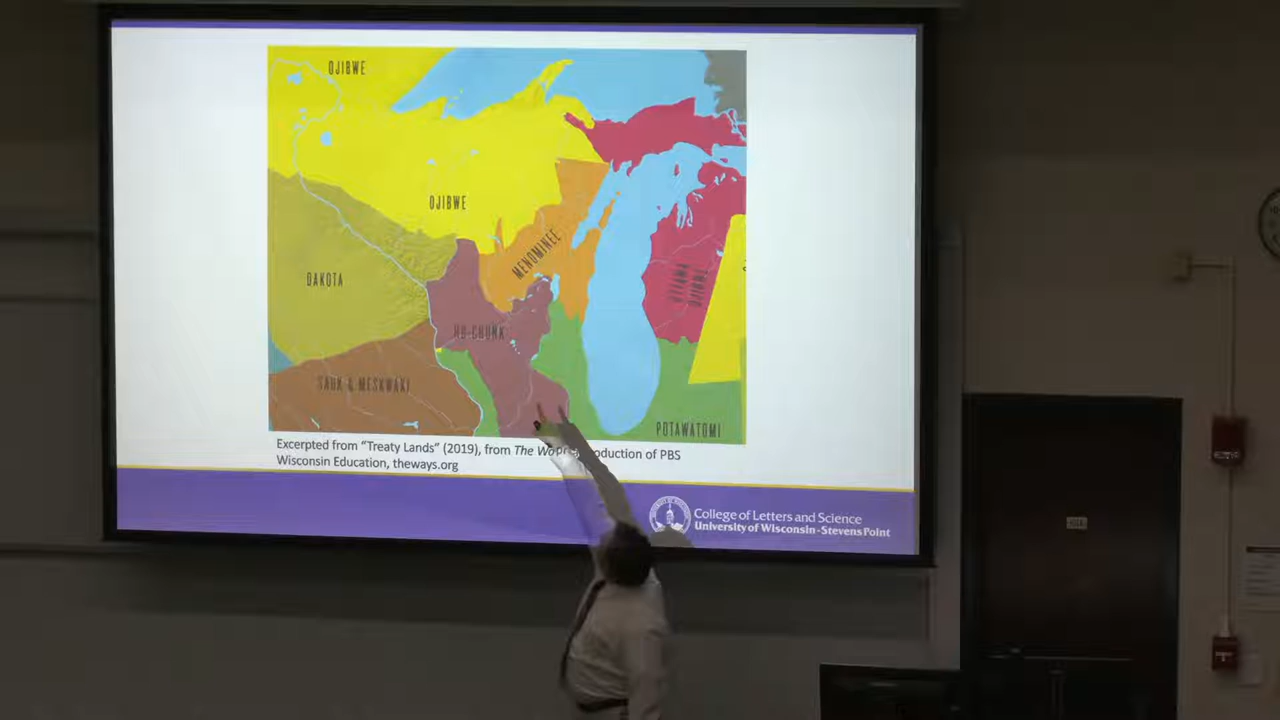 OJIBWE
OJIBWE
MENOMINEE
DAKOTA
OJIBWE
HO-CHUNK
SAUK & MESKWAKI
POTAWATOMI
Excerpted from “Treaty Lands” (2019), from The oduction of PBS
Wisconsin Education, theways.org
College of Letters and Science
University of Wisconsin - Stevens Point